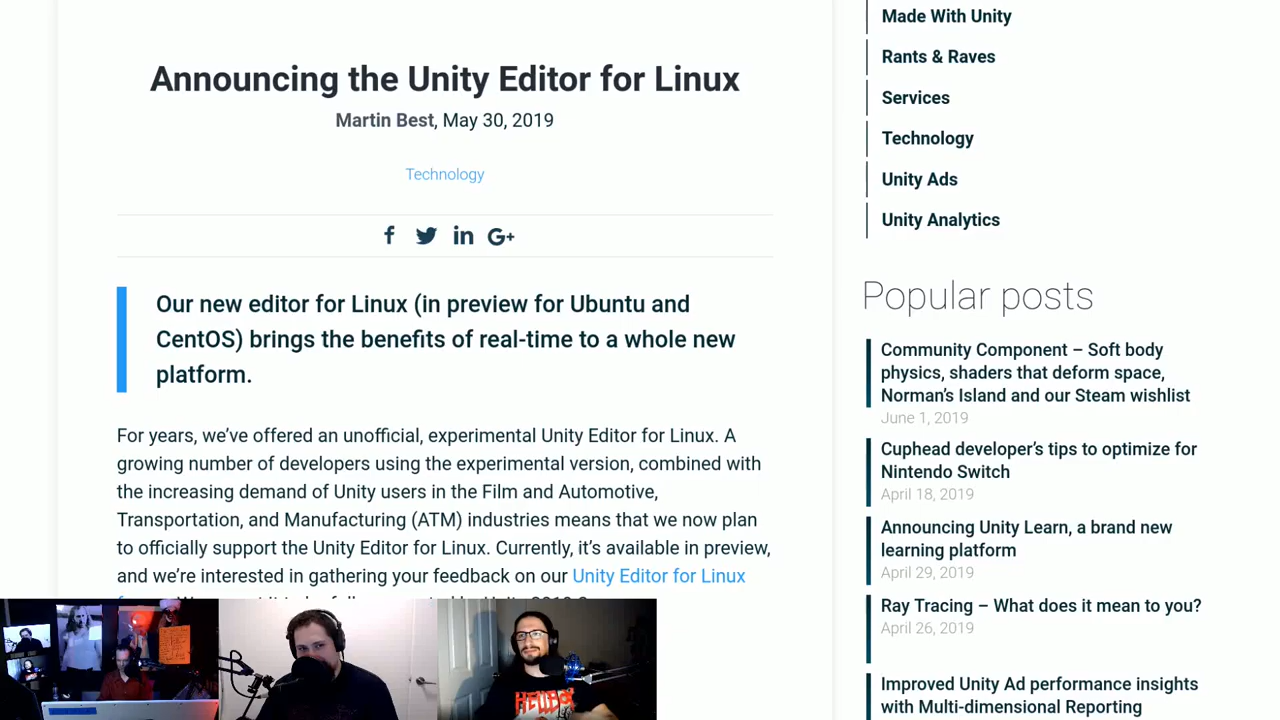 Announcing the Unity Editor for Linux
Martin Best, May 30, 2019
Technology
Our new editor for Linux (in preview for Ubuntu and
CentOS) brings the benefits of real-time to a whole new
platform.
For years, we've offered an unofficial, experimental Unity Editor for Linux. A
growing number of developers using the experimental version, combined with
the increasing demand of Unity users in the Film and Automotive,
Transportation, and Manufacturing (ATM) industries means that we now plan
to officially support the Unity Editor for Linux. Currently, it's available in preview,
and we're interested in gathering your feedback on our Unity Editor for Linux
Made With Unity
Rants & Raves
Services
Technology
Unity Ads
Unity Analytics
Popular posts
Community Component – Soft body
physics, shaders that deform space,
Norman's Island and our Steam wishlist
June 1, 2019
Cuphead developer's tips to optimize for
Nintendo Switch
April 18, 2019
Announcing Unity Learn, a brand new
learning platform
April 29, 2019
Ray Tracing – What does it mean to you?
April 26, 2019
Improved Unity Ad performance insights
with Multi-dimensional Reporting